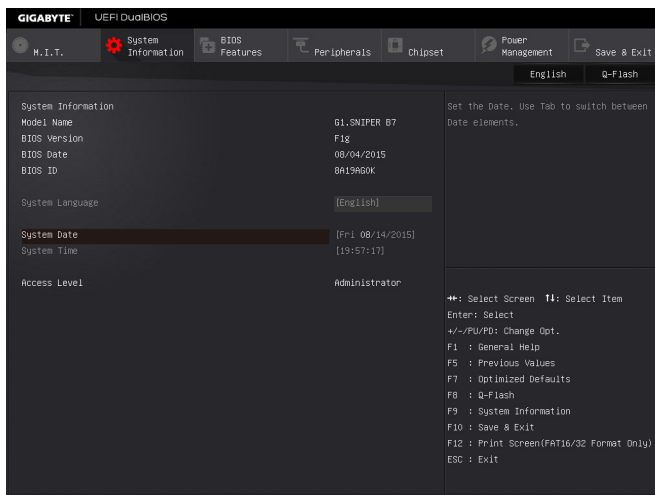 GIGABYTE™ UEFI DualBIOS
M.I.T.
System Information
BIOS Features
Peripherals
Chipset
Power Management
Save & Exit
English Q-Flash
System Information
Model Name G1.SNIPER B7
BIOS Version F1g
BIOS Date 08/04/2015
BIOS ID 8A19AG0K
System Language [English]
System Date [Fri 08/14/2015]
System Time [19:57:17]
Access Level Administrator
Set the Date. Use Tab to switch between
Date elements.
→←: Select Screen ↑↓: Select Item
Enter: Select
+/-/PU/PD: Change Opt.
F1 : General Help
F5 : Previous Values
F7 : Optimized Defaults
F8 : Q-Flash
F9 : System Information
F10 : Save & Exit
F12 : Print Screen(FAT16/32 Format Only)
ESC : Exit